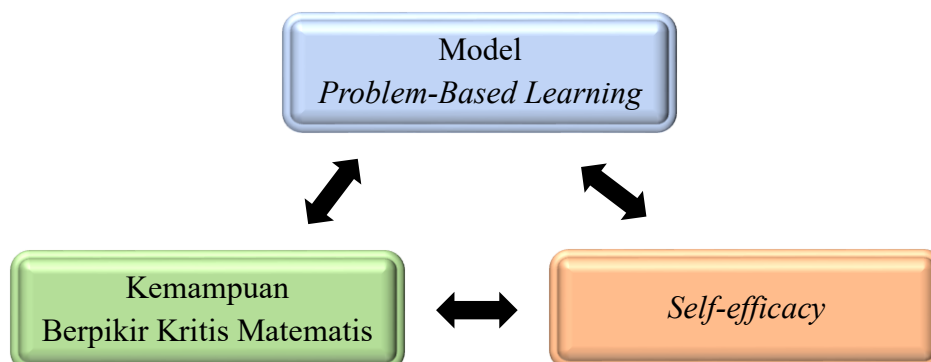 Model
Problem-Based Learning
Kemampuan
Berpikir Kritis Matematis
Self-efficacy